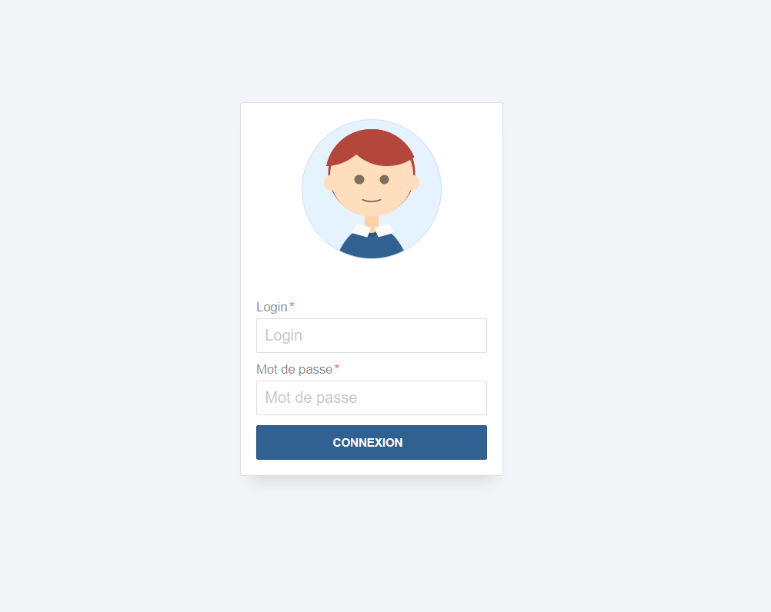 Login *
Login
Mot de passe *
Mot de passe
CONNEXION